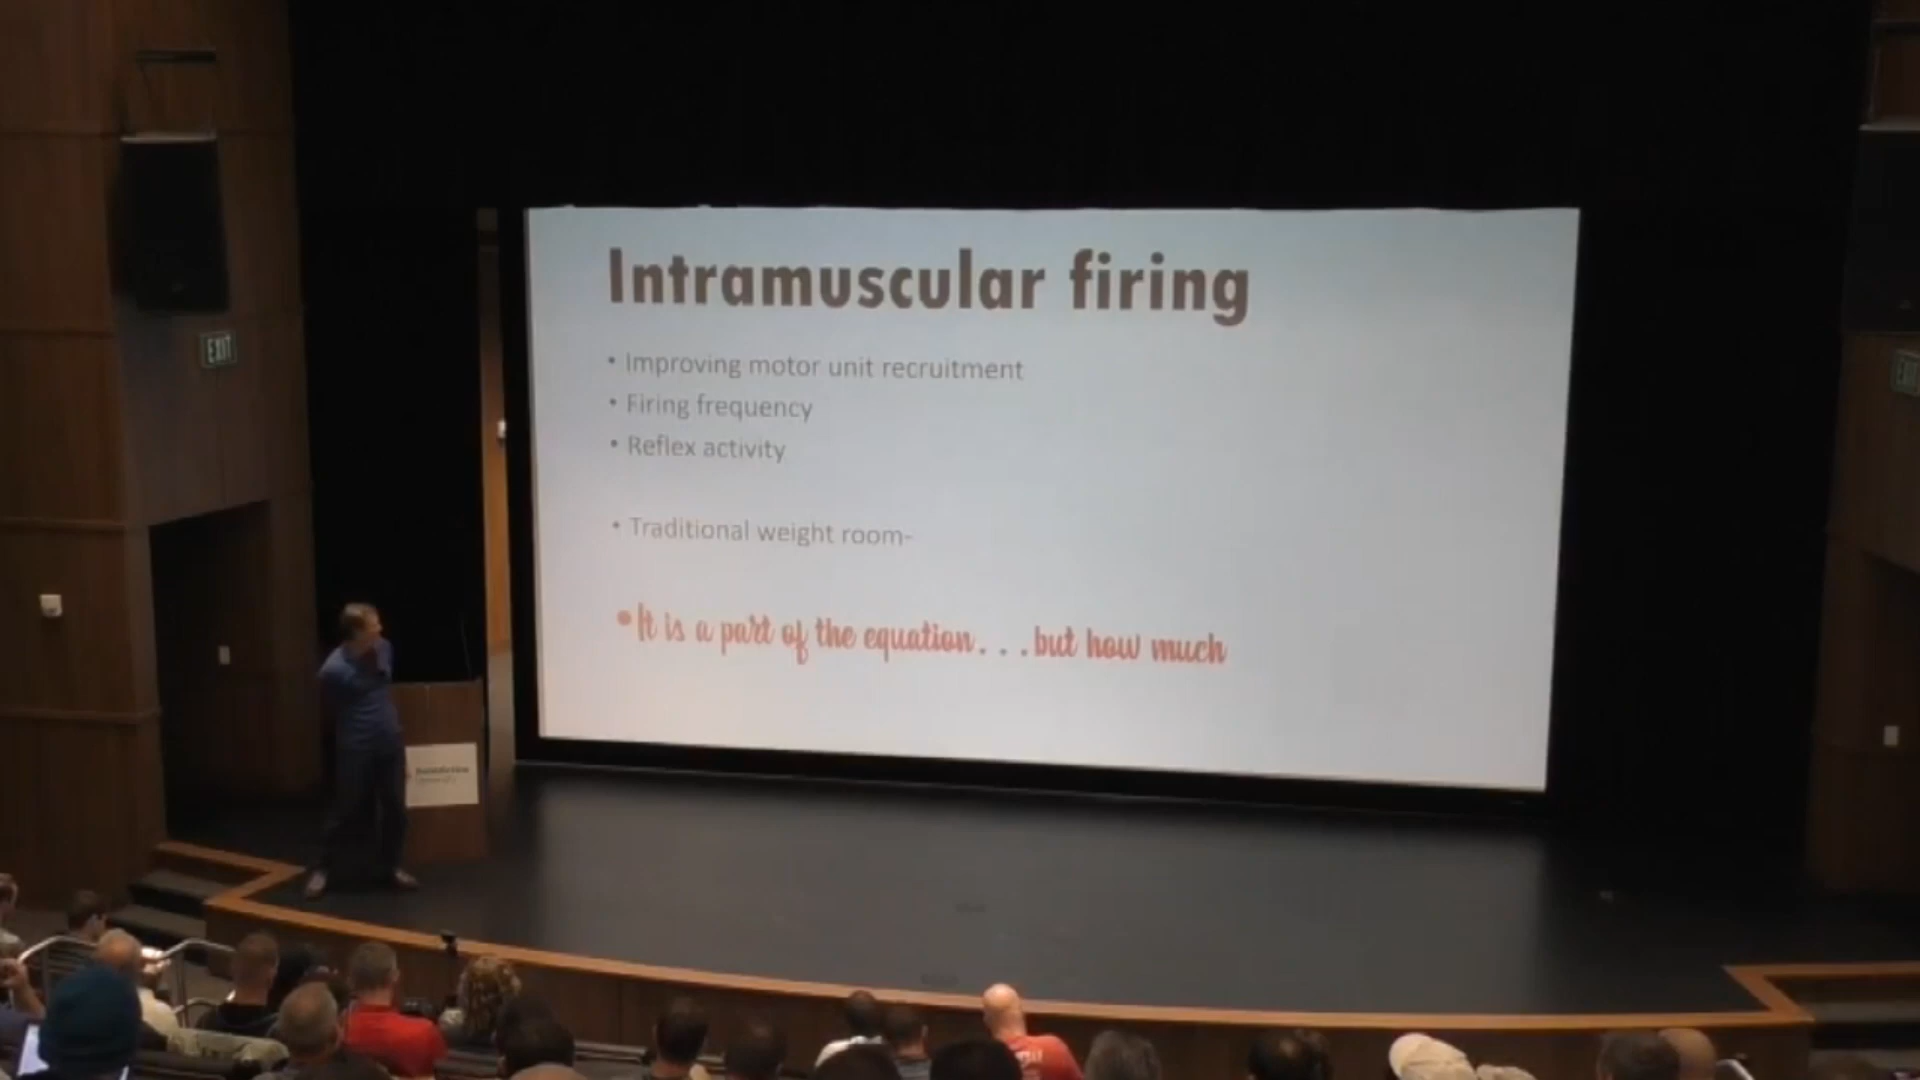 Intramuscular firing
• Improving motor unit recruitment
• Firing frequency
• Reflex activity
• Traditional weight room-
• It is a part of the equation. . .but how much
EXIT